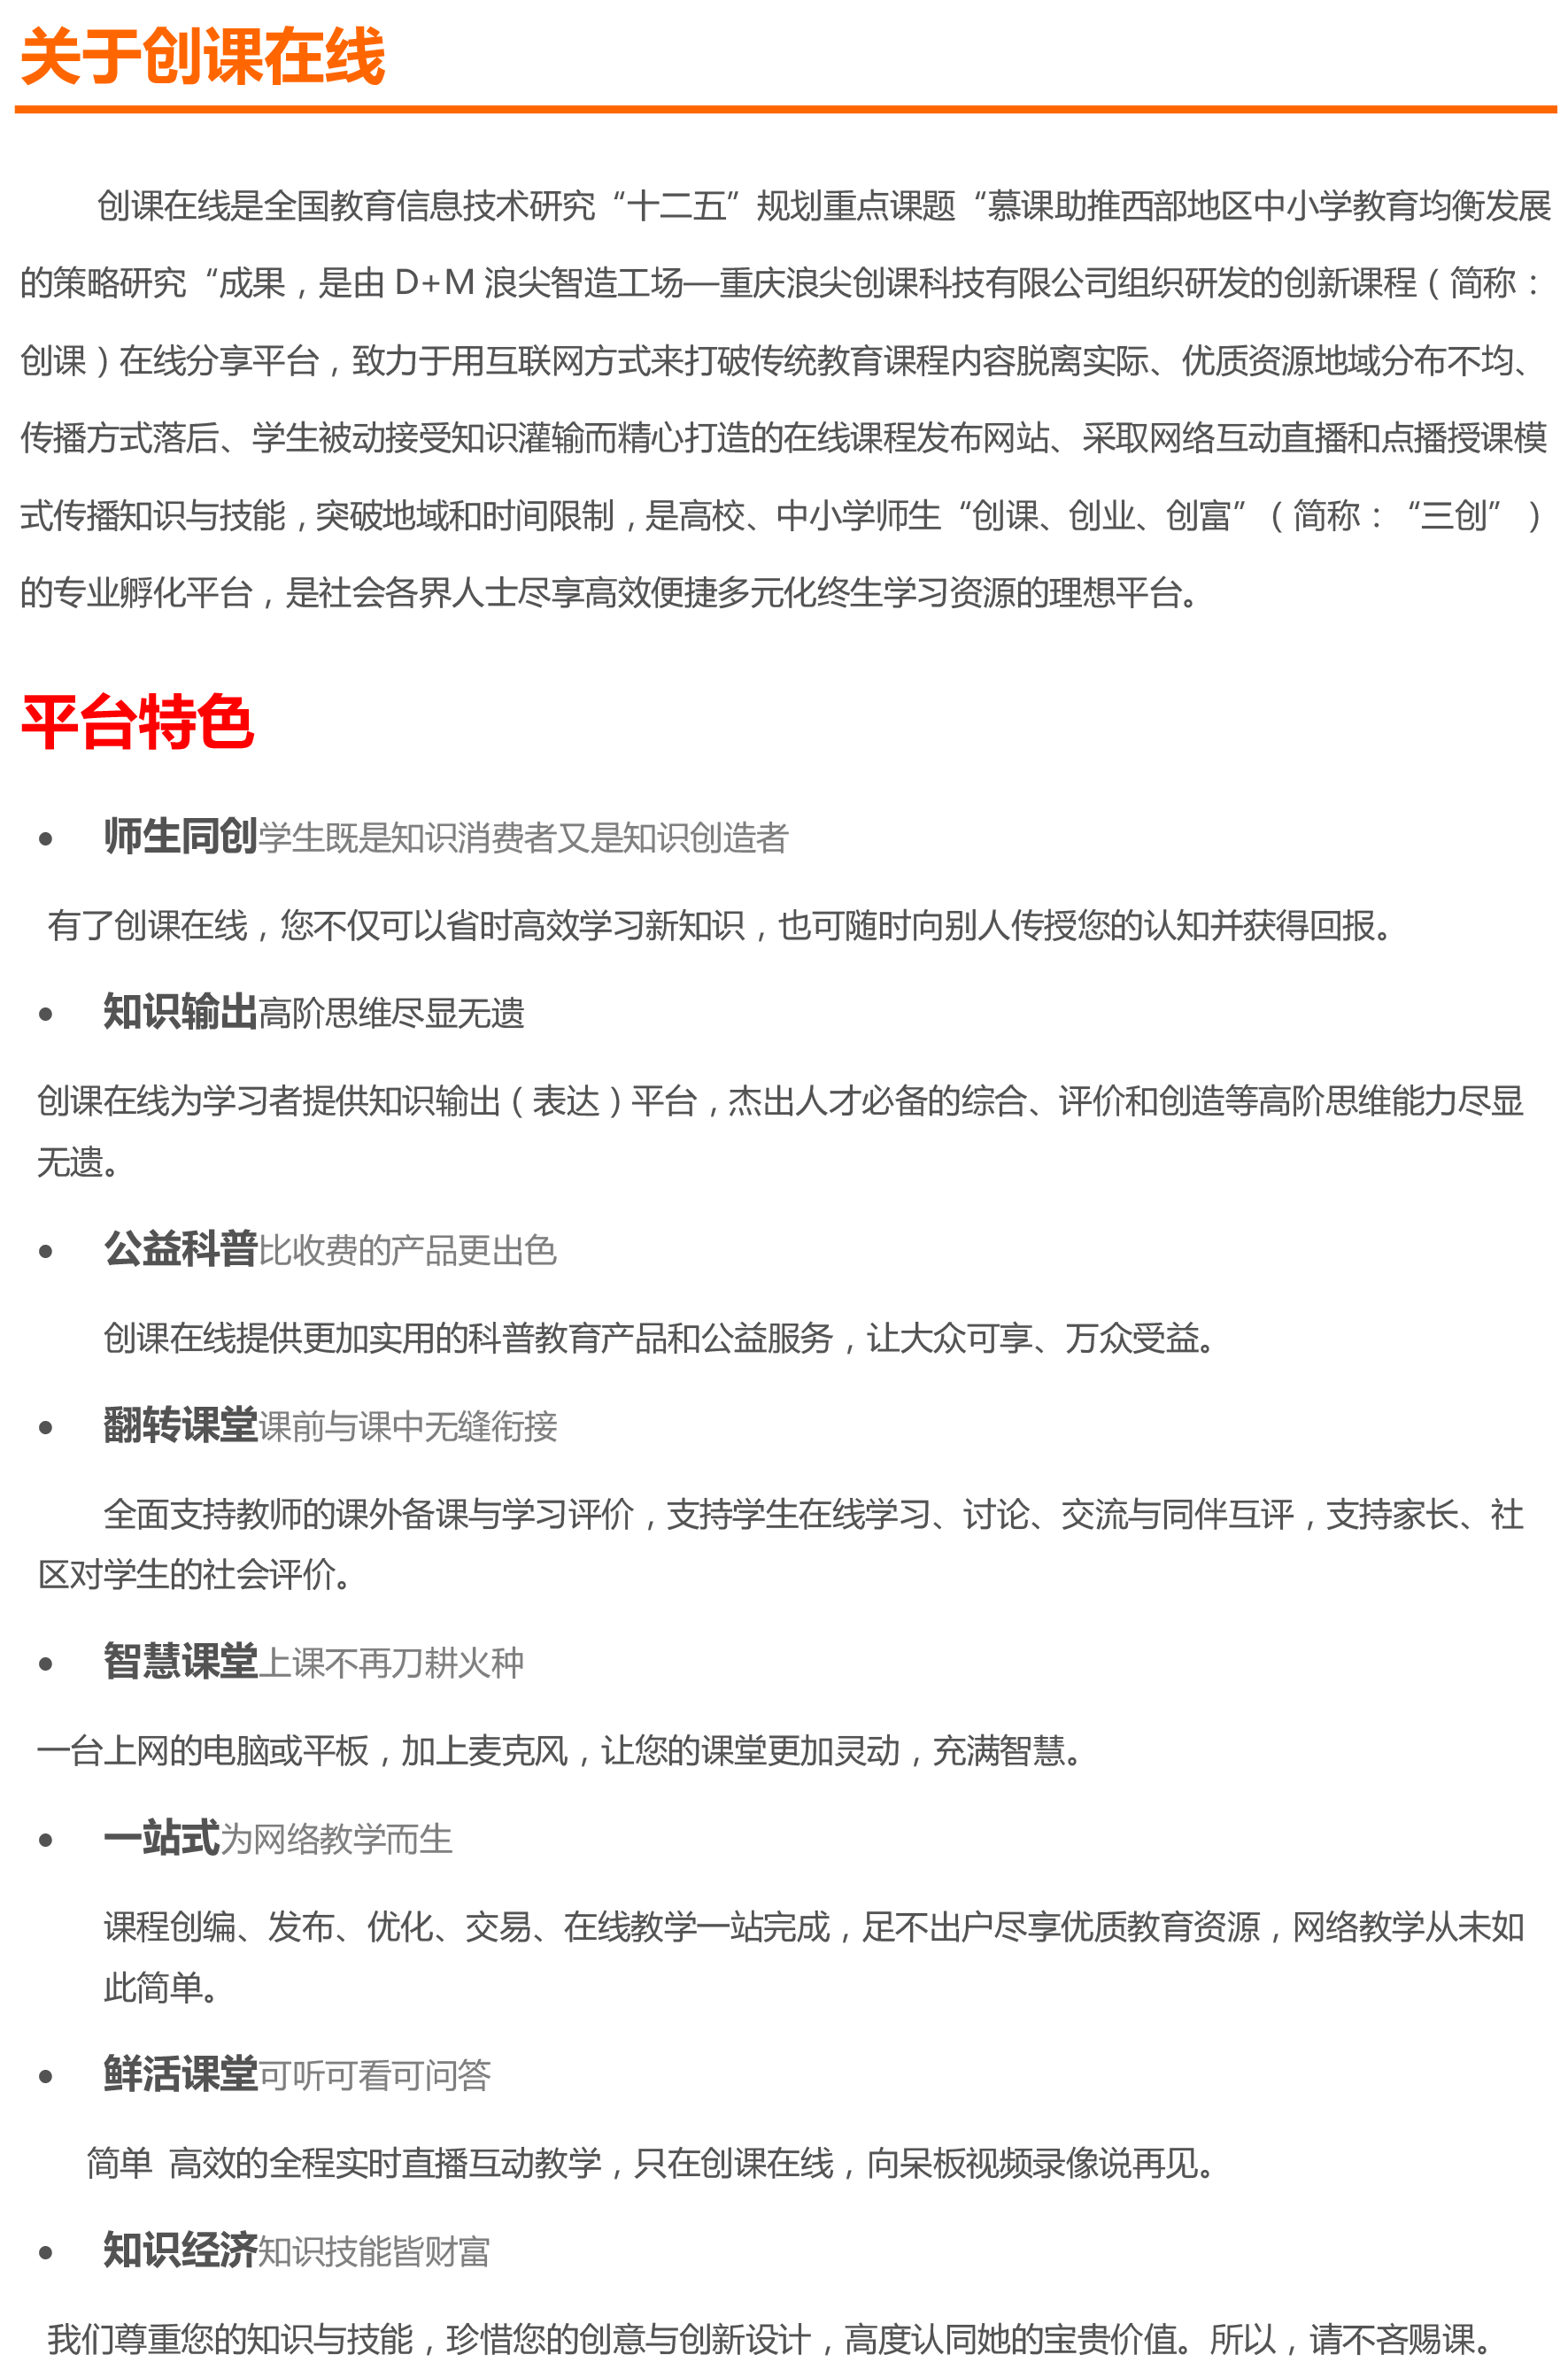 关于创课在线
创课在线是全国教育信息技术研究“十二五”规划重点课题“慕课助推西部地区中小学教育均衡发展
的策略研究“成果，是由 D+M 浪尖智造工场—重庆浪尖创课科技有限公司组织研发的创新课程（简称：
创课）在线分享平台，致力于用互联网方式来打破传统教育课程内容脱离实际、优质资源地域分布不均、
传播方式落后、学生被动接受知识灌输而精心打造的在线课程发布网站、采取网络互动直播和点播授课模
式传播知识与技能，突破地域和时间限制，是高校、中小学师生“创课、创业、创富”（简称：“三创”）
的专业孵化平台，是社会各界人士尽享高效便捷多元化终生学习资源的理想平台。
平台特色
• 师生同创学生既是知识消费者又是知识创造者
有了创课在线，您不仅可以省时高效学习新知识，也可随时向别人传授您的认知并获得回报。
• 知识输出高阶思维尽显无遗
创课在线为学习者提供知识输出（表达）平台，杰出人才必备的综合、评价和创造等高阶思维能力尽显
无遗。
• 公益科普比收费的产品更出色
创课在线提供更加实用的科普教育产品和公益服务，让大众可享、万众受益。
• 翻转课堂课前与课中无缝衔接
全面支持教师的课外备课与学习评价，支持学生在线学习、讨论、交流与同伴互评，支持家长、社
区对学生的社会评价。
• 智慧课堂上课不再刀耕火种
一台上网的电脑或平板，加上麦克风，让您的课堂更加灵动，充满智慧。
• 一站式为网络教学而生
课程创编、发布、优化、交易、在线教学一站完成，足不出户尽享优质教育资源，网络教学从未如
此简单。
• 鲜活课堂可听可看可问答
简单 高效的全程实时直播互动教学，只在创课在线，向呆板视频录像说再见。
• 知识经济知识技能皆财富
我们尊重您的知识与技能，珍惜您的创意与创新设计，高度认同她的宝贵价值。所以，请不吝赐课。